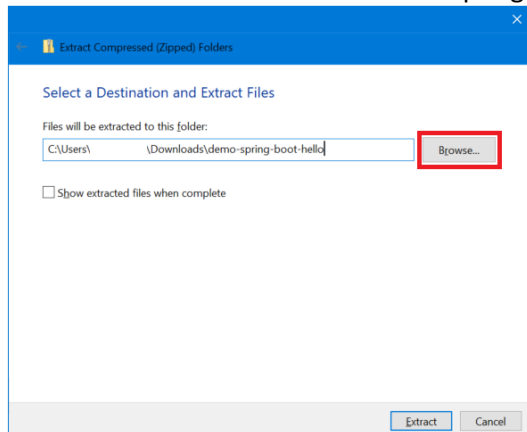 Extract Compressed (Zipped) Folders
Select a Destination and Extract Files
Files will be extracted to this folder:
C:\Users\ \Downloads\demo-spring-boot-hello
Browse...
Show extracted files when complete
Extract Cancel